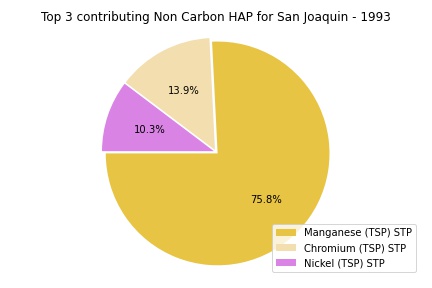 Top 3 contributing Non Carbon HAP for San Joaquin - 1993
13.9%
10.3%
75.8%
Manganese (TSP) STP
Chromium (TSP) STP
Nickel (TSP) STP